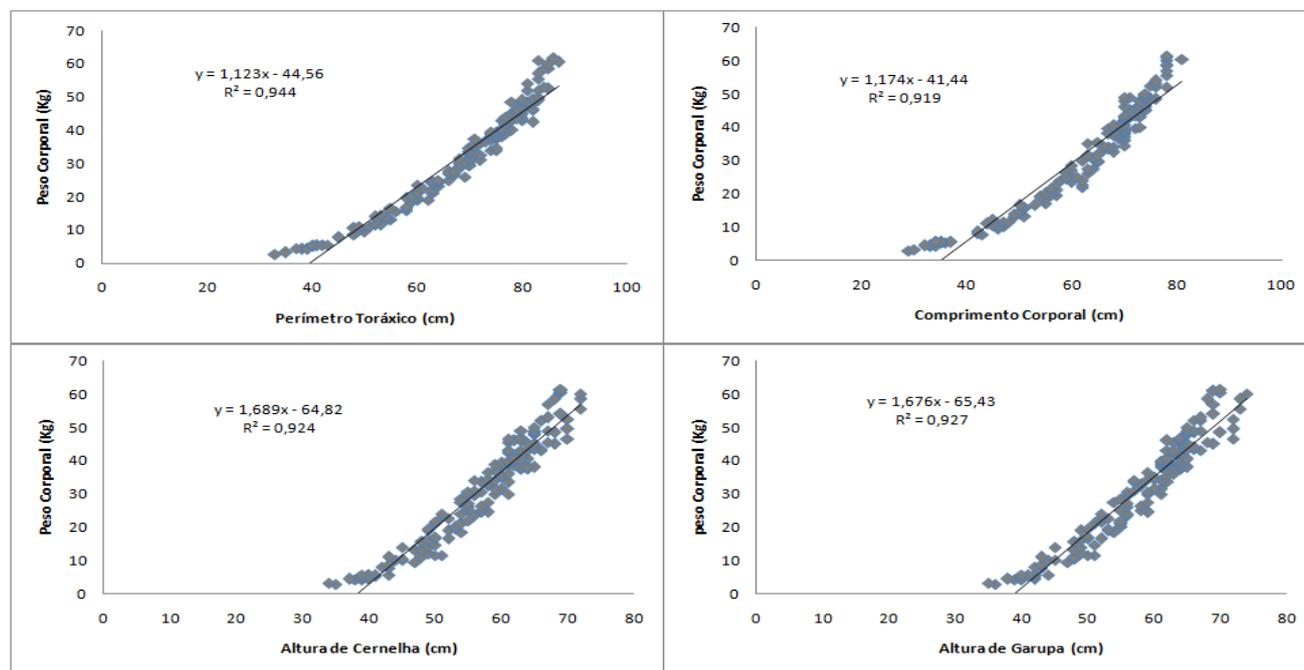 70
60
50
40
30
20
10
0
Peso Corporal (Kg)
y = 1,123x - 44,56
R² = 0,944
0 20 40 60 80 100
Perímetro Toráxico (cm)
70
60
50
40
30
20
10
0
Peso Corporal (Kg)
y = 1,174x - 41,44
R² = 0,919
0 20 40 60 80 100
Comprimento Corporal (cm)
70
60
50
40
30
20
10
0
Peso Corporal (Kg)
y = 1,689x - 64,82
R² = 0,924
0 10 20 30 40 50 60 70 80
Altura de Cernelha (cm)
70
60
50
40
30
20
10
0
peso Corporal (Kg)
y = 1,676x - 65,43
R² = 0,927
0 10 20 30 40 50 60 70 80
Altura de Garupa (cm)